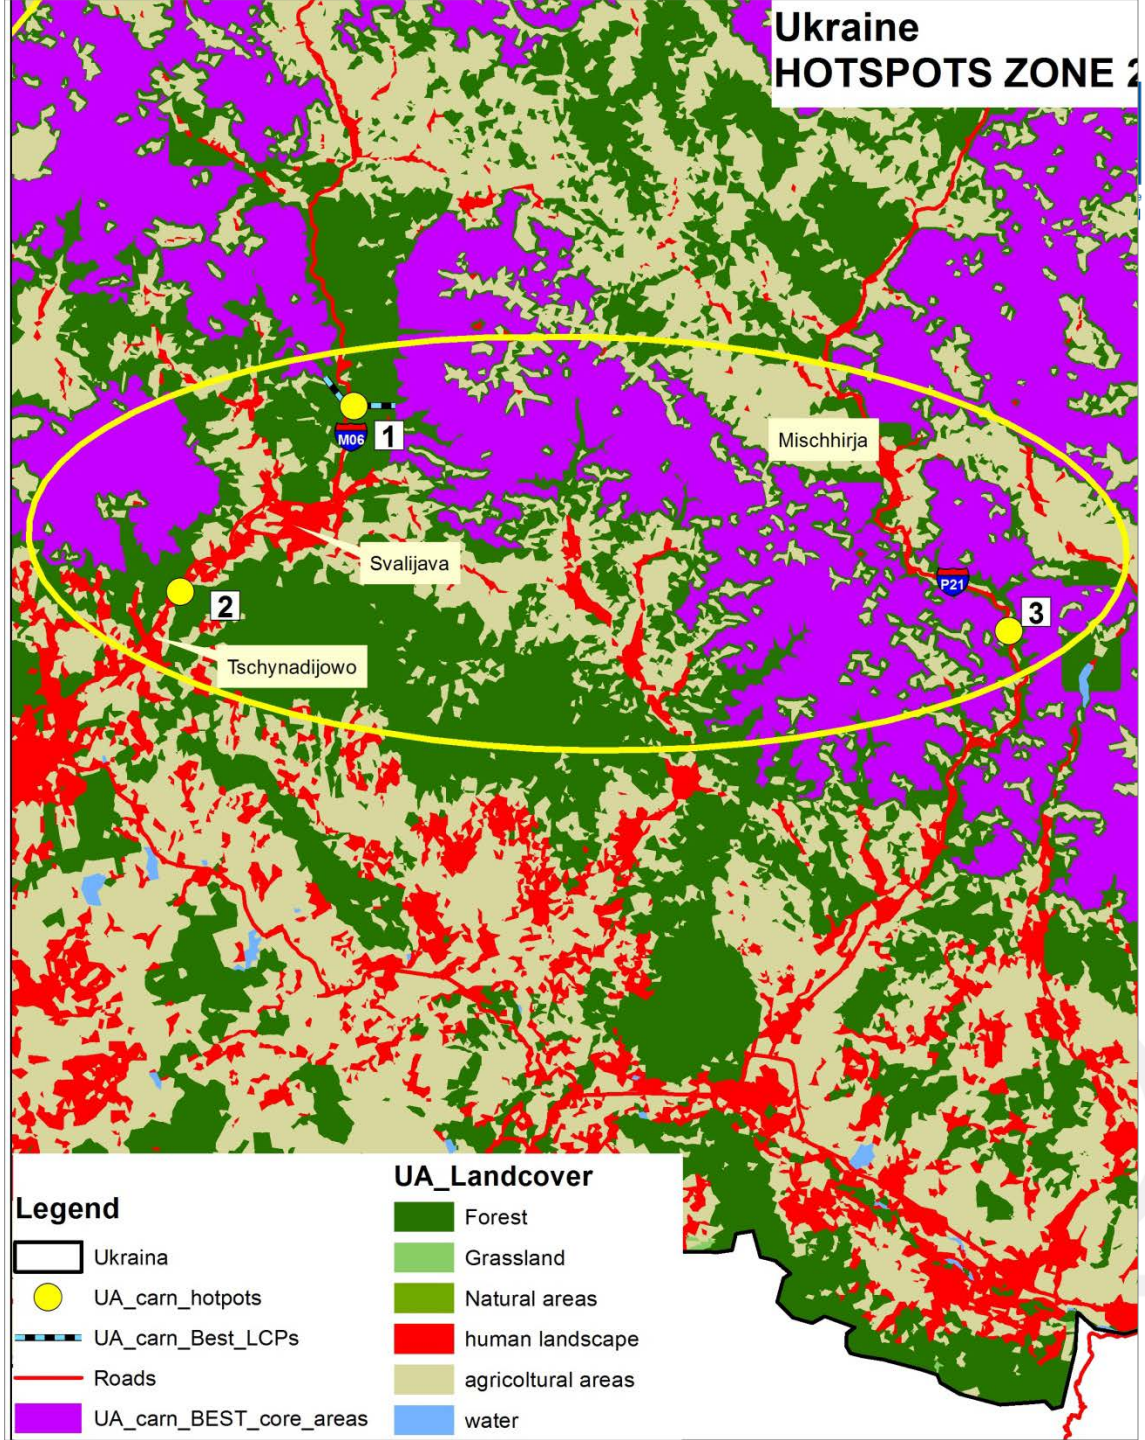 Ukraine
HOTSPOTS ZONE 2
M06
1
Mischhirja
Svalijava
P21
2
3
Tschynadijowo
Legend
Ukraina
UA_carn_hotpots
UA_carn_Best_LCPs
Roads
UA_carn_BEST_core_areas
UA_Landcover
Forest
Grassland
Natural areas
human landscape
agricoltural areas
water